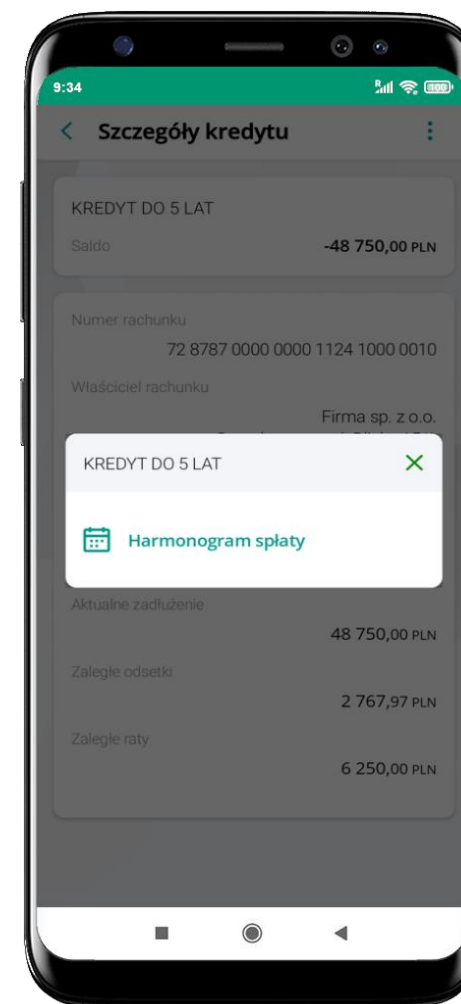 9:34
R
100
Szczegóły kredytu
KREDYT DO 5 LAT
Saldo -48 750,00 PLN
Numer rachunku
72 8787 0000 0000 1124 1000 0010
Właściciel rachunku
Firma sp. z o.o.
KREDYT DO 5 LAT
Harmonogram spłaty
Aktualne zadłużenie
48 750,00 PLN
Zaległe odsetki
2 767,97 PLN
Zaległe raty
6 250,00 PLN